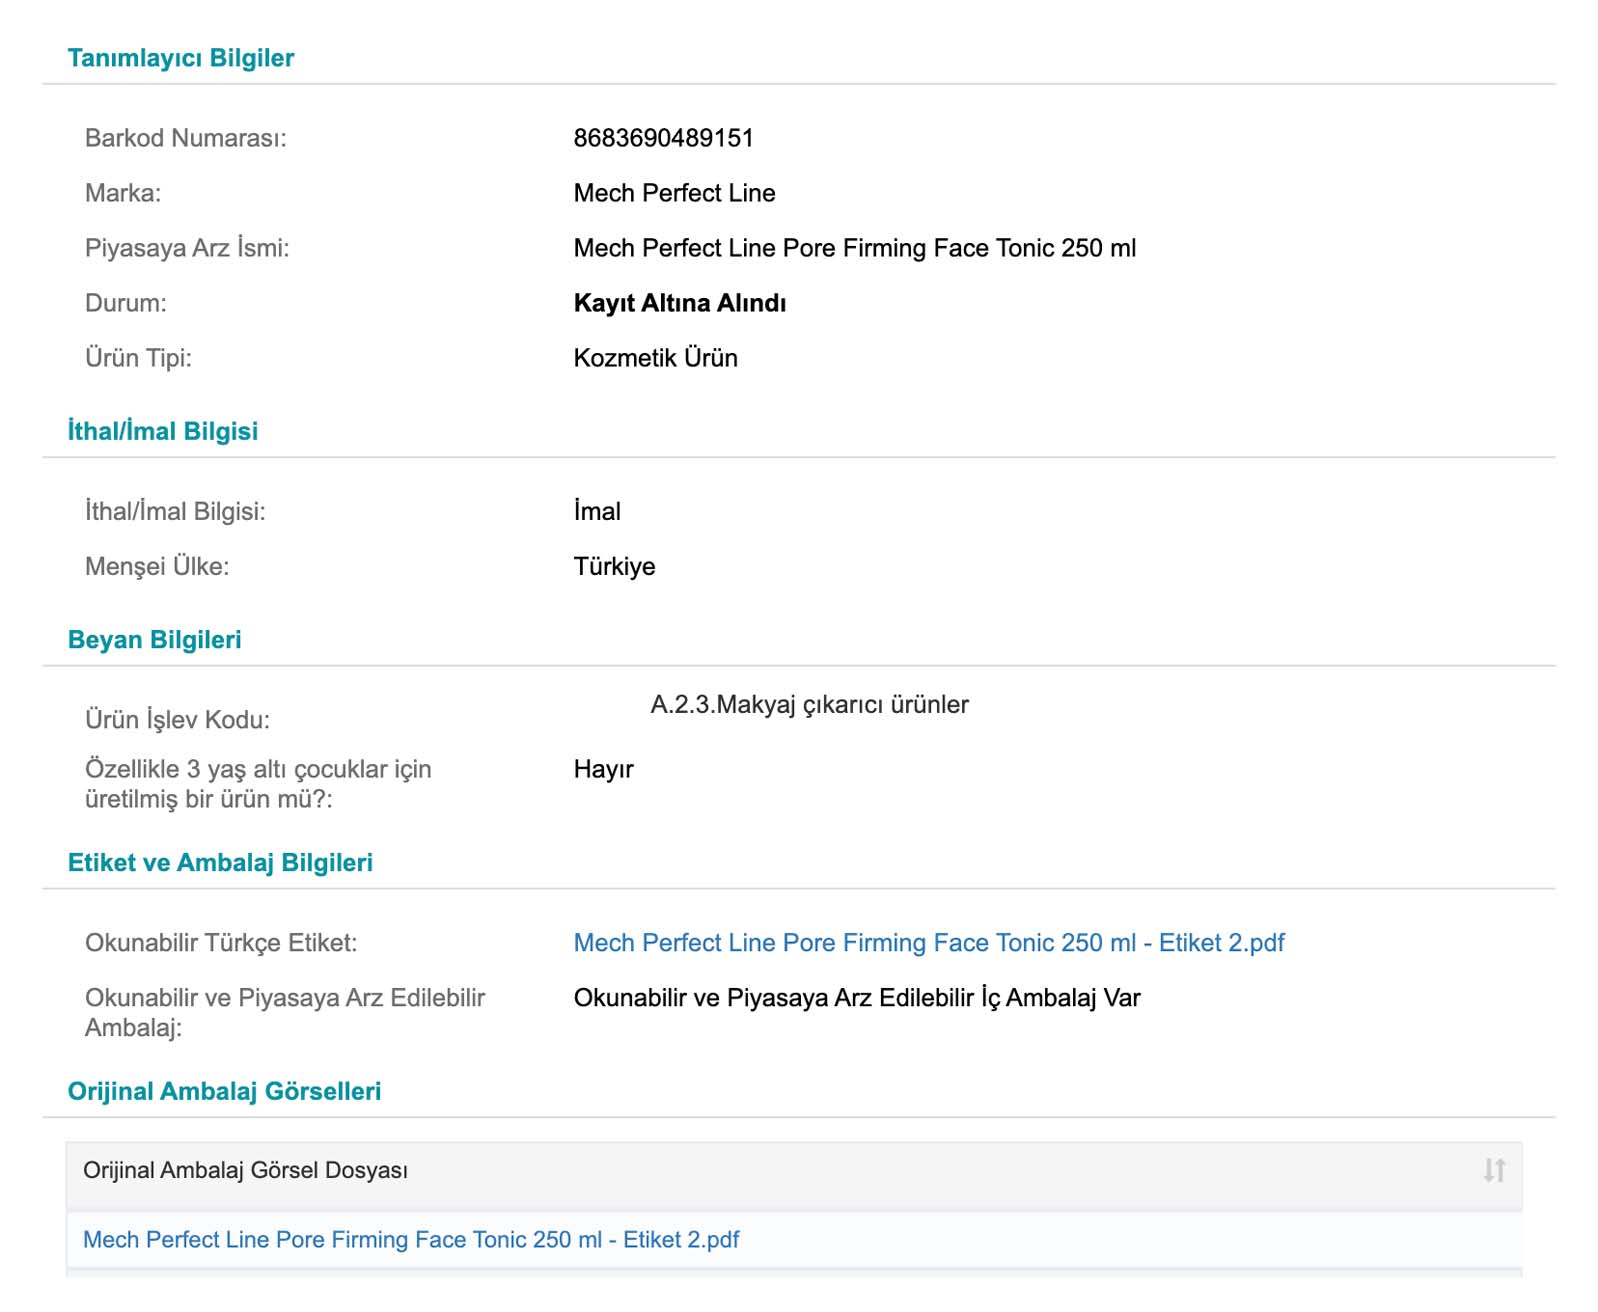 Tanımlayıcı Bilgiler
Barkod Numarası: 8683690489151
Marka: Mech Perfect Line
Piyasaya Arz İsmi: Mech Perfect Line Pore Firming Face Tonic 250 ml
Durum: Kayıt Altına Alındı
Ürün Tipi: Kozmetik Ürün
İthal/İmal Bilgisi
İthal/İmal Bilgisi: İmal
Menşei Ülke: Türkiye
Beyan Bilgileri
Ürün İşlev Kodu: A.2.3.Makyaj çıkarıcı ürünler
Özellikle 3 yaş altı çocuklar için Hayır
üretilmiş bir ürün mü?:
Etiket ve Ambalaj Bilgileri
Okunabilir Türkçe Etiket: Mech Perfect Line Pore Firming Face Tonic 250 ml - Etiket 2.pdf
Okunabilir ve Piyasaya Arz Edilebilir Okunabilir ve Piyasaya Arz Edilebilir İç Ambalaj Var
Ambalaj:
Orijinal Ambalaj Görselleri
Orijinal Ambalaj Görsel Dosyası
Mech Perfect Line Pore Firming Face Tonic 250 ml - Etiket 2.pdf